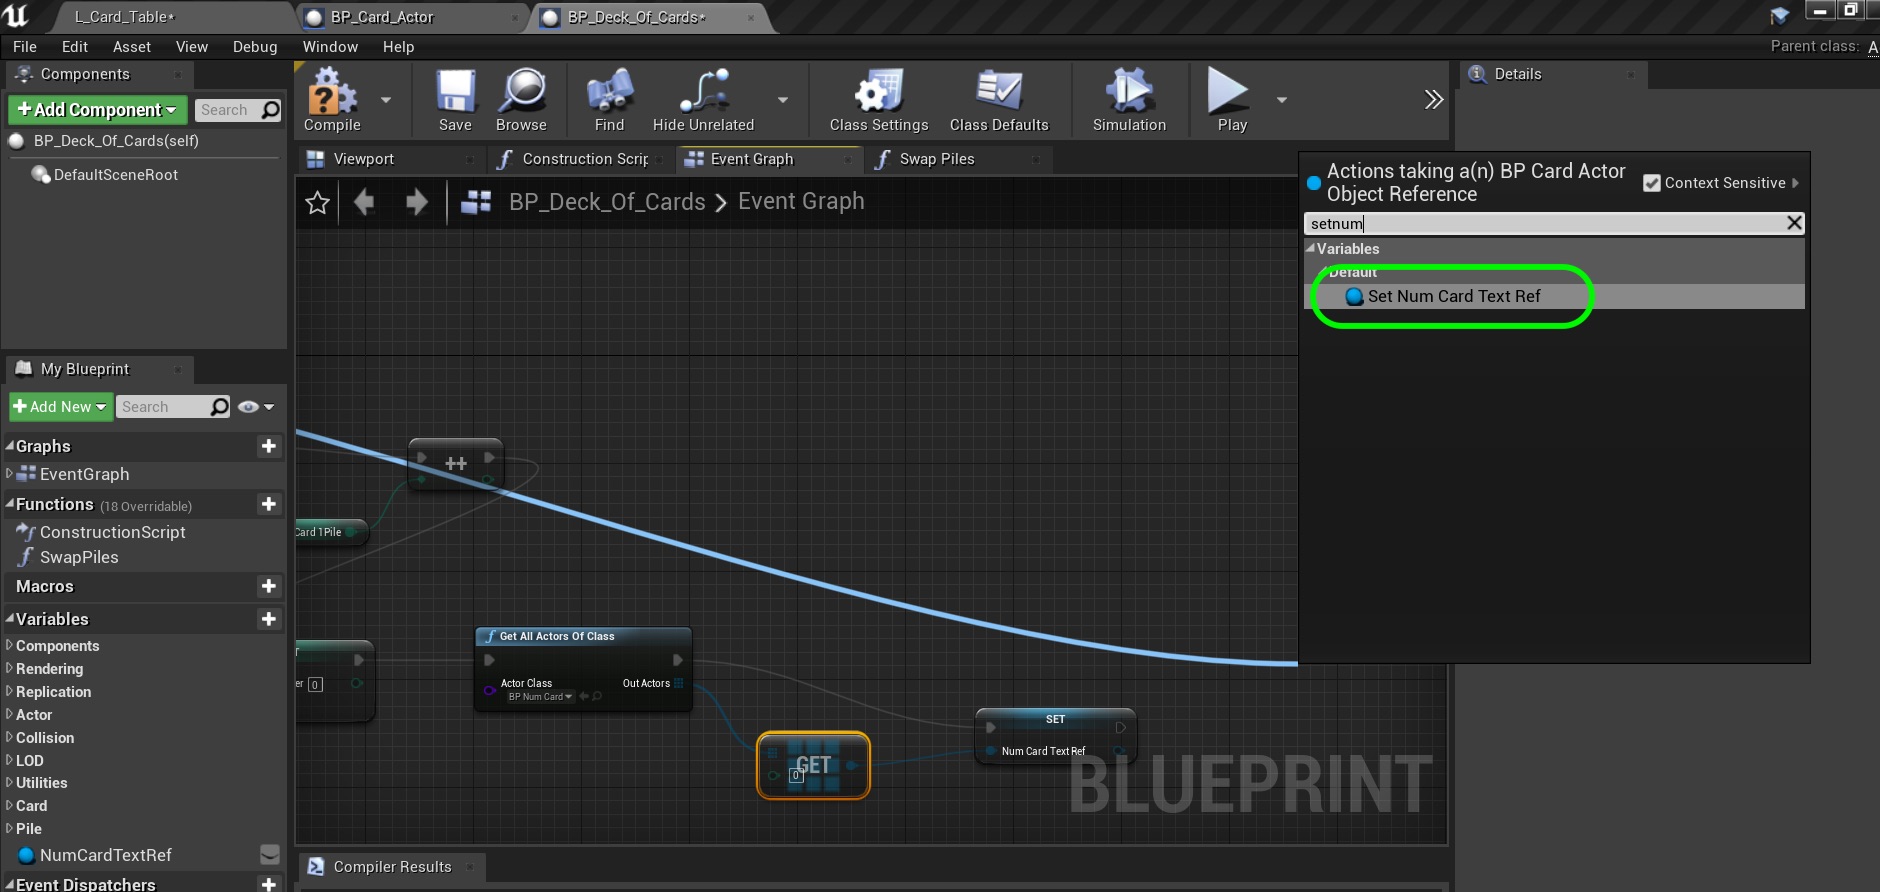 L_Card_Table*
BP_Card_Actor
BP_Deck_Of_Cards*
File Edit Asset View Debug Window Help
Parent class: A
Components
Add Component
Search
BP_Deck_Of_Cards(self)
DefaultSceneRoot
Compile
Save
Browse
Find
Hide Unrelated
Class Settings
Class Defaults
Simulation
Play
Details
Viewport
Construction Scrip
Event Graph
Swap Piles
BP_Deck_Of_Cards > Event Graph
Actions taking a(n) BP Card Actor
Object Reference
Context Sensitive
setnum
Variables
Default
Set Num Card Text Ref
My Blueprint
Add New
Search
Graphs
EventGraph
Functions (18 Overridable)
ConstructionScript
SwapPiles
Macros
Variables
Components
Rendering
Replication
Actor
Collision
LOD
Utilities
Card
Pile
NumCardTextRef
Event Dispatchers
++
Card 1Pile
T
er 0
Get All Actors Of Class
Actor Class
BP Num Card
Out Actors
GET
0
SET
Num Card Text Ref
BLUEPRINT
Compiler Results